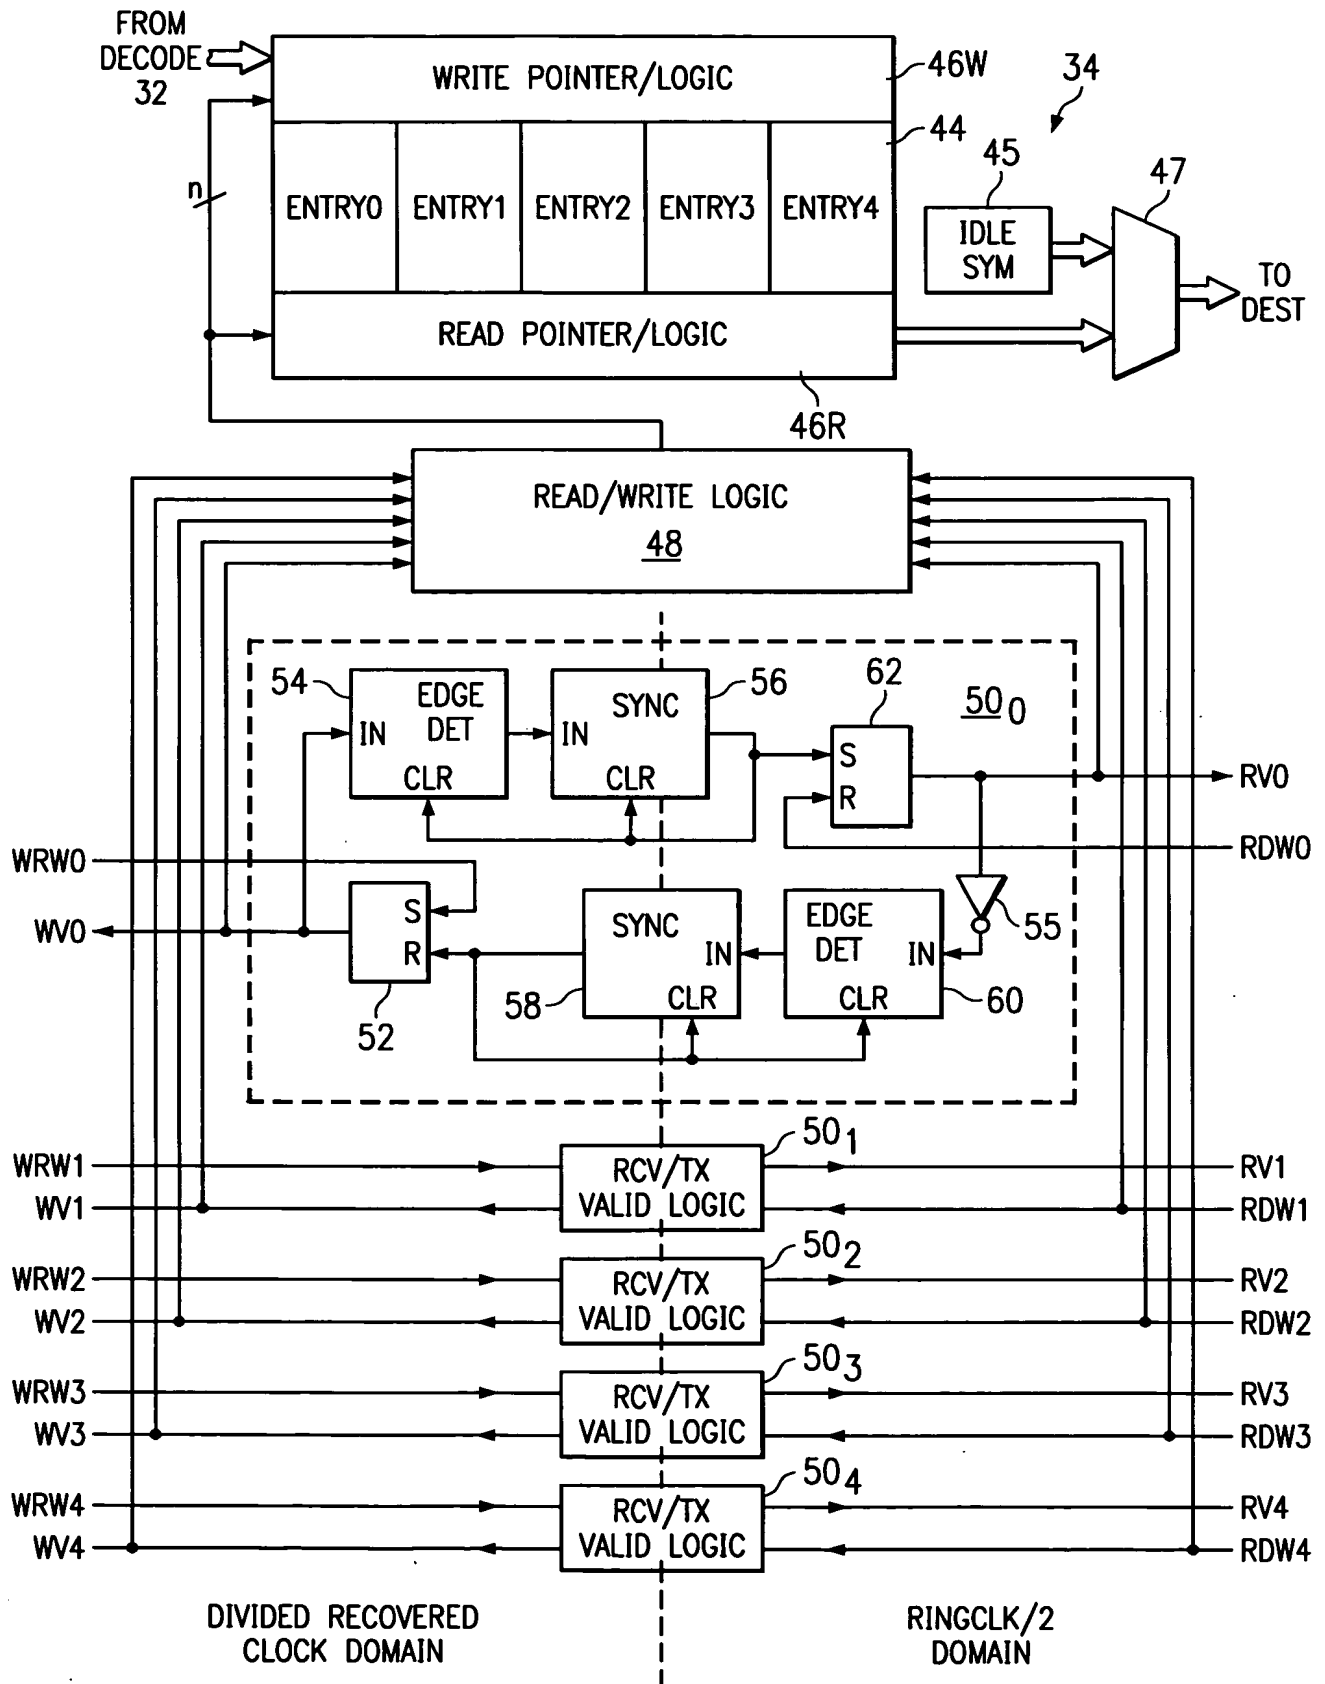 FROM
DECODE
32
WRITE POINTER/LOGIC
46W
34
44
45
47
n
ENTRY0 ENTRY1 ENTRY2 ENTRY3 ENTRY4
IDLE
SYM
TO
DEST
READ POINTER/LOGIC
46R
READ/WRITE LOGIC
48
54
EDGE
DET
IN
CLR
SYNC
56
IN
CLR
62
S
R
50 0
RV0
WRW0
RDW0
WV0
S
R
52
SYNC
IN
58
CLR
EDGE
DET
IN
CLR
60
55
50 1
WRW1
RCV/TX
VALID LOGIC
RV1
WV1
RDW1
50 2
WRW2
RCV/TX
VALID LOGIC
RV2
WV2
RDW2
50 3
WRW3
RCV/TX
VALID LOGIC
RV3
WV3
RDW3
50 4
WRW4
RCV/TX
VALID LOGIC
RV4
WV4
RDW4
DIVIDED RECOVERED
CLOCK DOMAIN
RINGCLK/2
DOMAIN